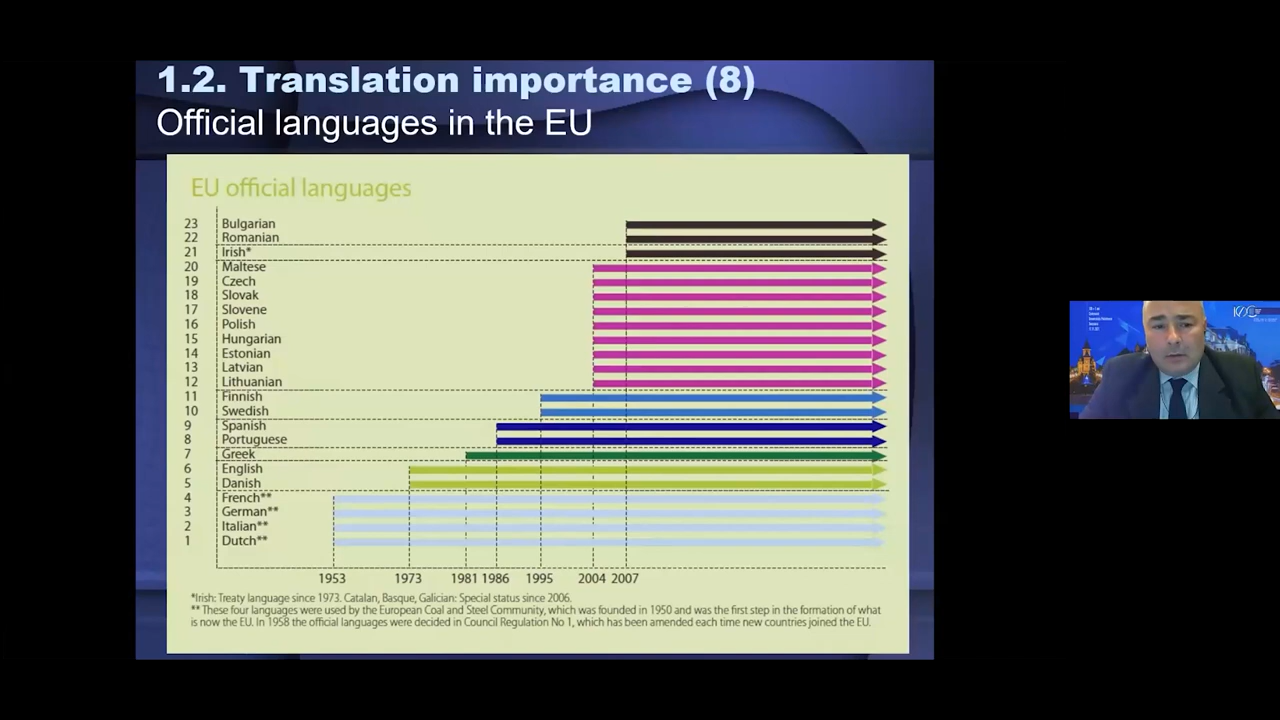 1.2. Translation importance (8)
Official languages in the EU
EU official languages
23 Bulgarian
22 Romanian
21 Irish*
20 Maltese
19 Czech
18 Slovak
17 Slovene
16 Polish
15 Hungarian
14 Estonian
13 Latvian
12 Lithuanian
11 Finnish
10 Swedish
9 Spanish
8 Portuguese
7 Greek
6 English
5 Danish
4 French**
3 German**
2 Italian**
1 Dutch**
1953 1973 1981 1986 1995 2004 2007
*Irish: Treaty language since 1973. Catalan, Basque, Galician: Special status since 2006.
** These four languages were used by the European Coal and Steel Community, which was founded in 1950 and was the first step in the formation of what
is now the EU. In 1958 the official languages were decided in Council Regulation No 1, which has been amended each time new countries joined the EU.